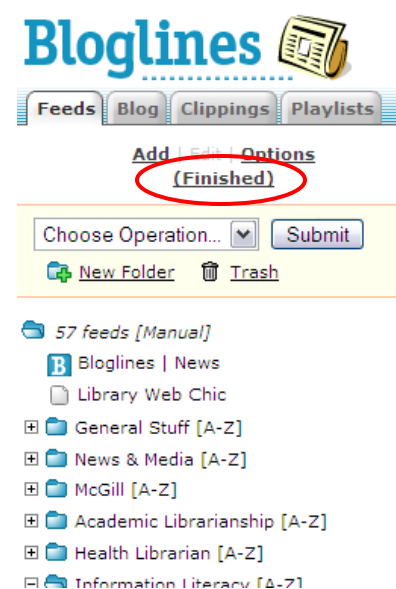 Bloglines
Feeds Blog Clippings Playlists
Add | Edit | Options
(Finished)
Choose Operation... Submit
New Folder Trash
57 feeds [Manual]
B Bloglines | News
Library Web Chic
General Stuff [A-Z]
News & Media [A-Z]
McGill [A-Z]
Academic Librarianship [A-Z]
Health Librarian [A-Z]
Information Literacy [A-Z]